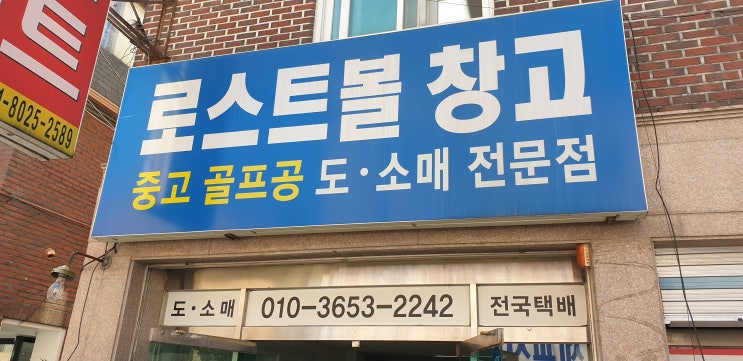 트
-8025-2589
로스트볼 창고
중고 골프공 도·소매 전문점
도·소매
010-3653-2242
전국택배